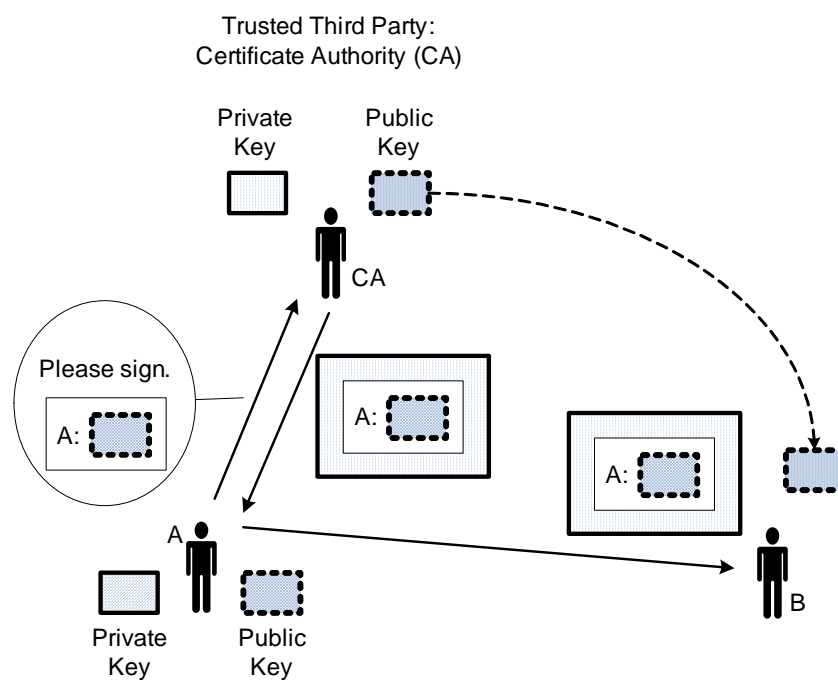 Trusted Third Party:
Certificate Authority (CA)
Private
Key
Public
Key
CA
Please sign.
A:
A:
A:
A
B
Private
Key
Public
Key